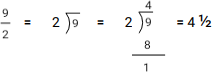 9/2 = 2 ⟌ 9 = 2 ⟌ 9 = 4 ½
4
8
1